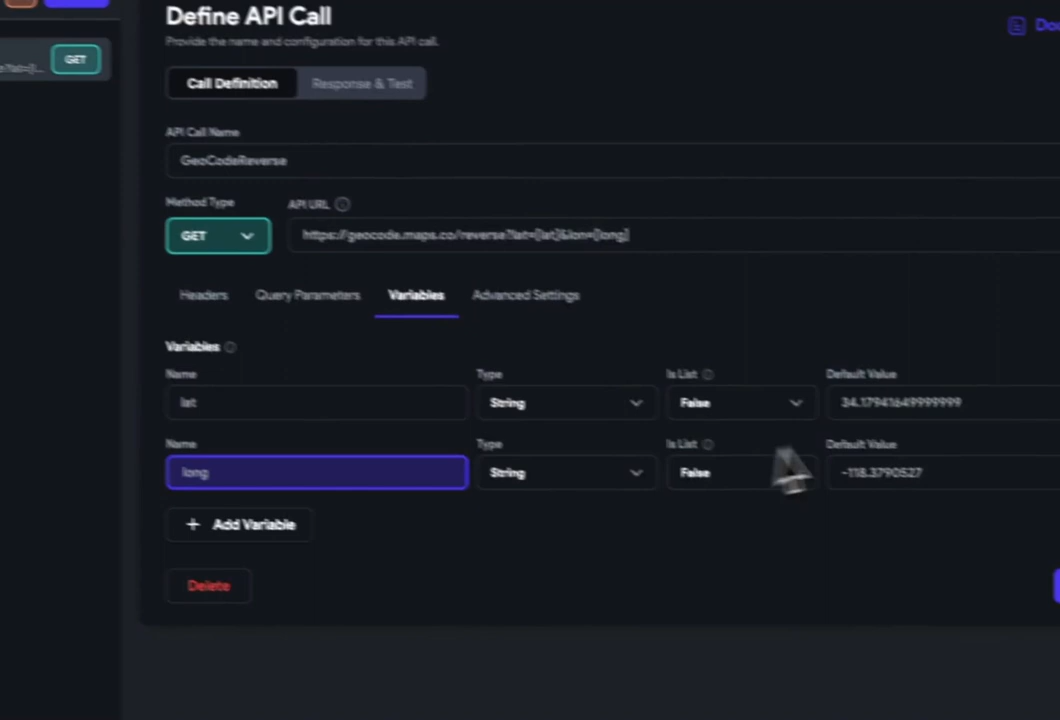 Define API Call
Provide the name and configuration for this API call.
GET
Call Definition Response & Test
API Call Name
GeoCodeReverse
Method Type API URL
GET https://geocode.maps.co/reverse?lat=[lat]&lon=[long]
Headers Query Parameters Variables Advanced Settings
Variables
Name Type Is List Default Value
lat String False 34.17941649999999
Name Type Is List Default Value
long String False -118.3790527
+ Add Variable
Delete